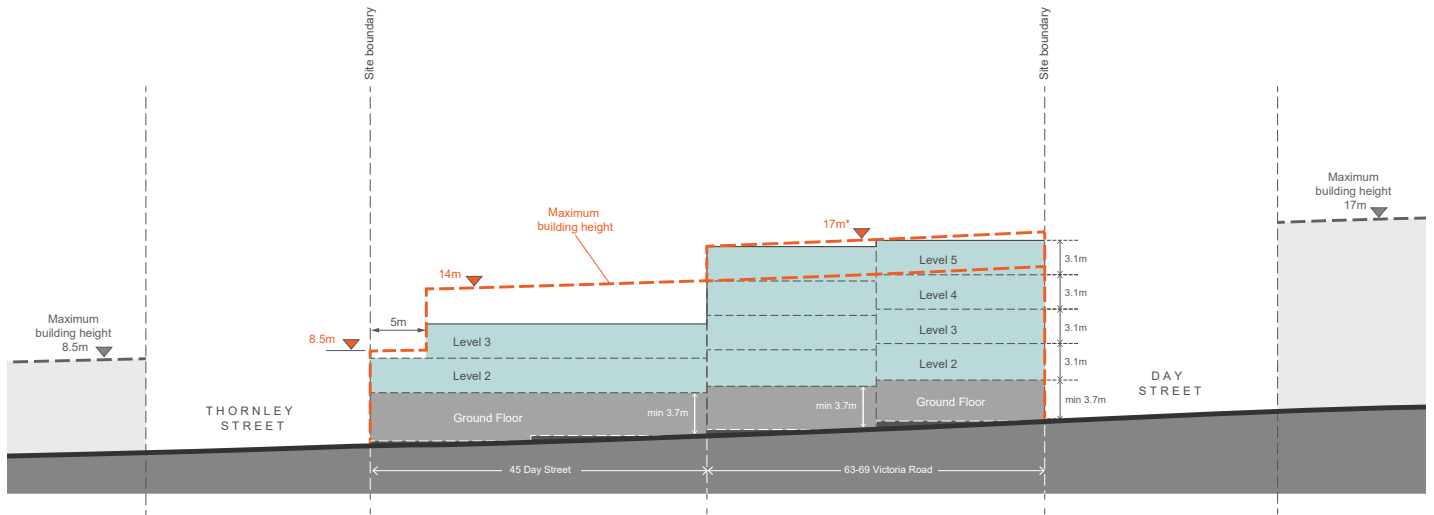 Site boundary
Site boundary
Maximum
building height
17m
Maximum
building height
17m*
14m
5m
8.5m
Maximum
building height
8.5m
Level 5
Level 4
Level 3
Level 2
Ground Floor
Level 3
Level 2
Ground Floor
min 3.7m
min 3.7m
3.1m
3.1m
3.1m
3.1m
min 3.7m
THORNLEY
STREET
DAY
STREET
45 Day Street
63-69 Victoria Road